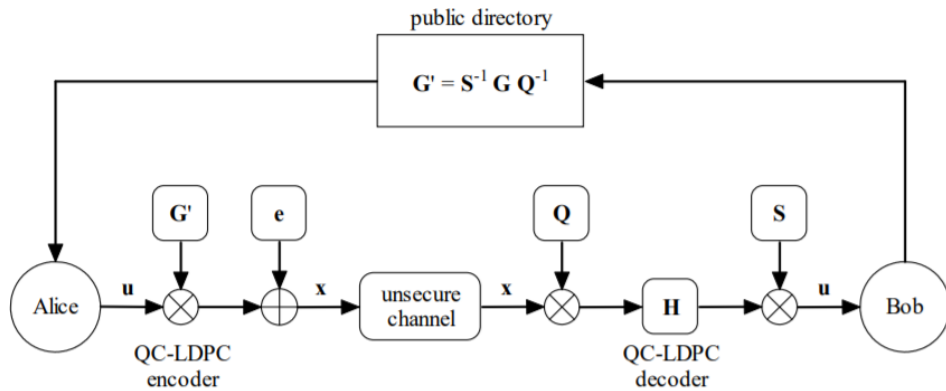 public directory
G' = S⁻¹ G Q⁻¹
G'
e
Q
S
Alice
u
x
unsecure
channel
x
H
u
Bob
QC-LDPC
encoder
QC-LDPC
decoder